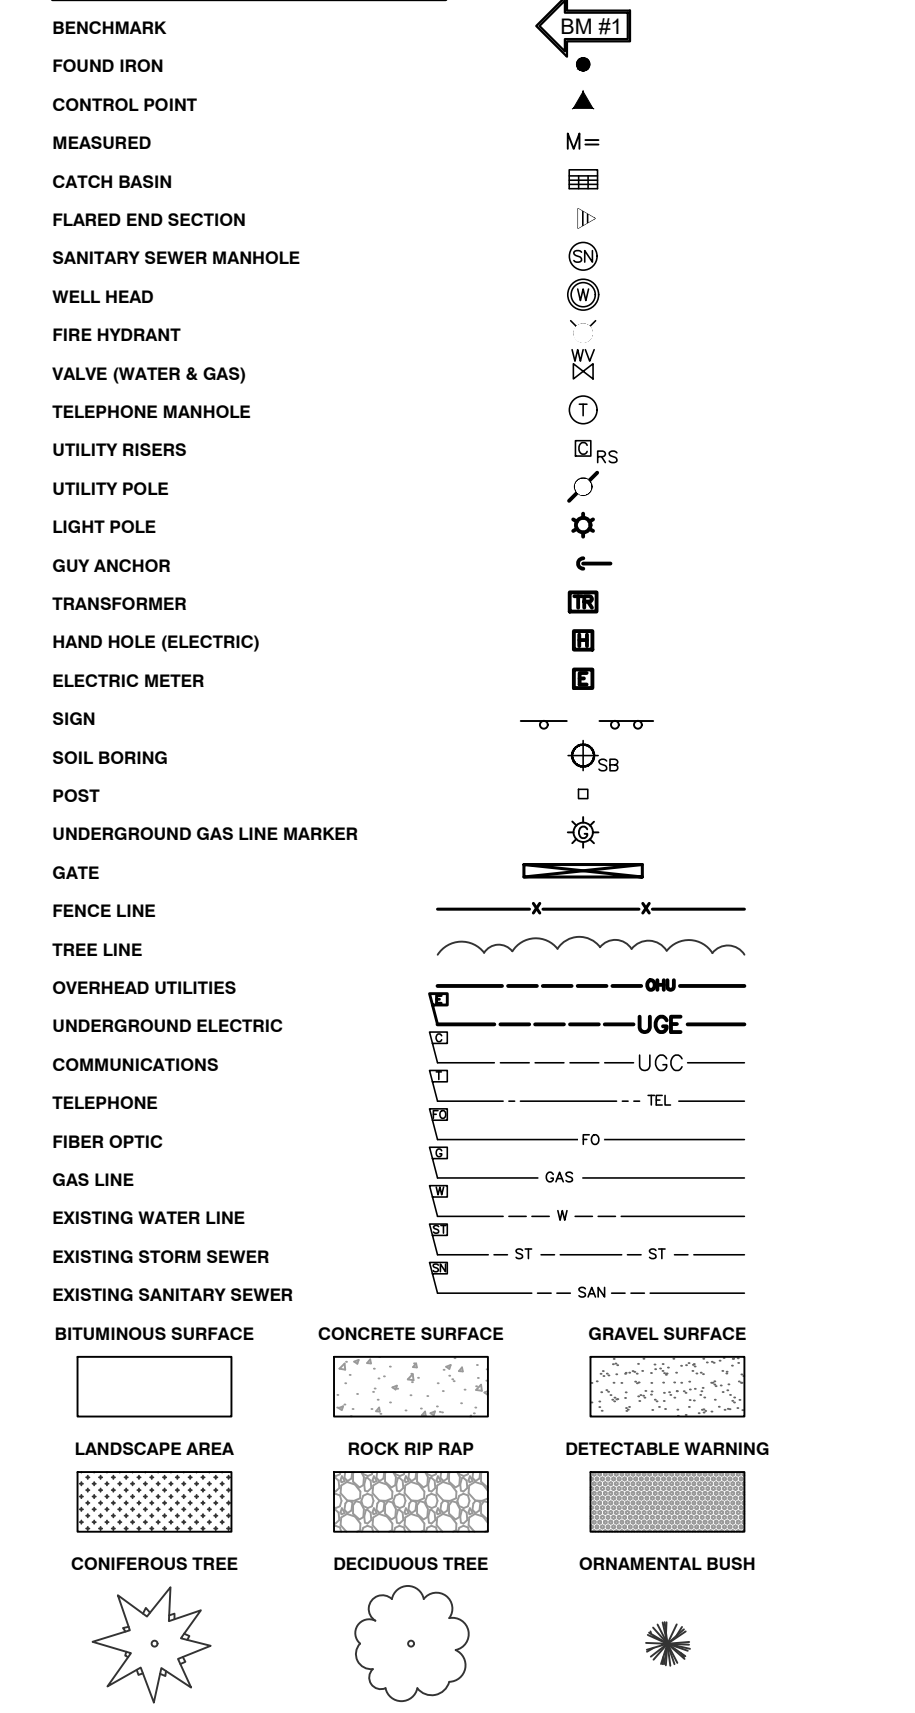 BENCHMARK BM #1
FOUND IRON
CONTROL POINT
MEASURED M=
CATCH BASIN
FLARED END SECTION
SANITARY SEWER MANHOLE SN
WELL HEAD W
FIRE HYDRANT
WV
VALVE (WATER & GAS)
TELEPHONE MANHOLE T
UTILITY RISERS C RS
UTILITY POLE
LIGHT POLE
GUY ANCHOR
TRANSFORMER TR
HAND HOLE (ELECTRIC) H
ELECTRIC METER E
SIGN
SOIL BORING SB
POST
UNDERGROUND GAS LINE MARKER G
GATE
FENCE LINE X X
TREE LINE
OVERHEAD UTILITIES OHU
E
UNDERGROUND ELECTRIC UGE
C
COMMUNICATIONS UGC
T
TELEPHONE TEL
FO
FIBER OPTIC FO
G
GAS LINE GAS
W
EXISTING WATER LINE W
ST
EXISTING STORM SEWER ST ST
SN
EXISTING SANITARY SEWER SAN
BITUMINOUS SURFACE CONCRETE SURFACE GRAVEL SURFACE
LANDSCAPE AREA ROCK RIP RAP DETECTABLE WARNING
CONIFEROUS TREE DECIDUOUS TREE ORNAMENTAL BUSH